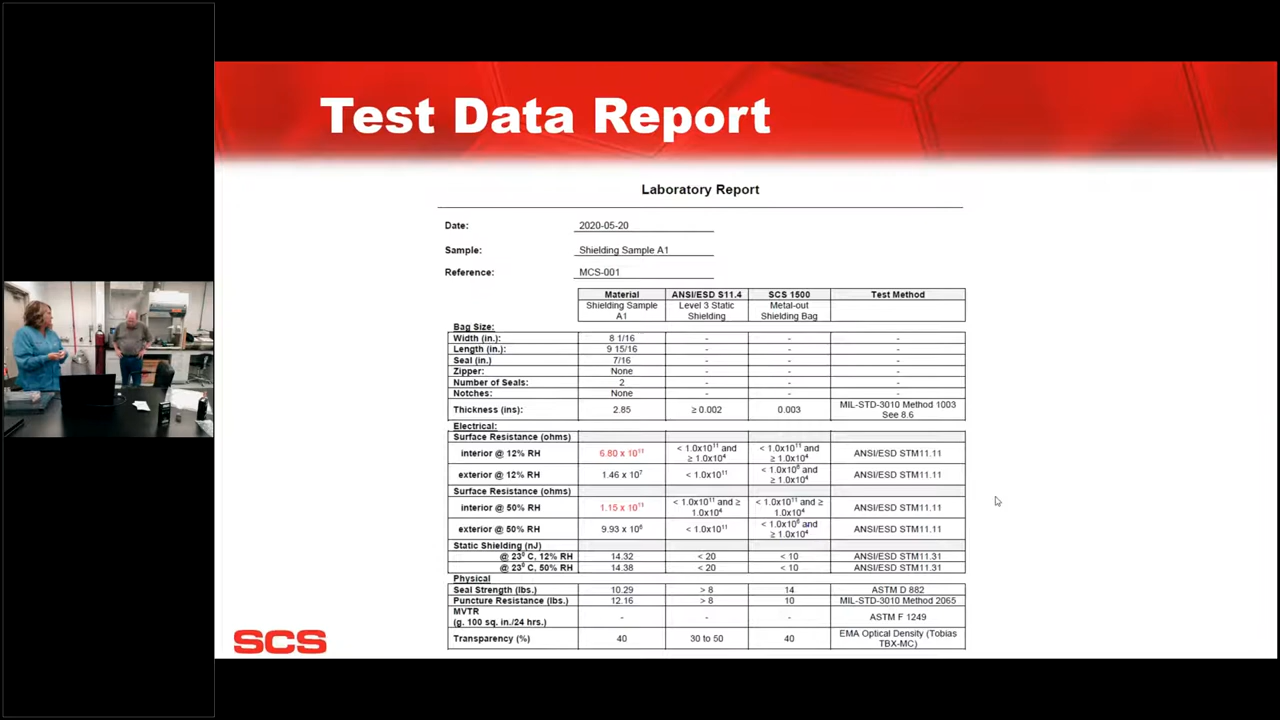 Test Data Report
Laboratory Report
Date: 2020-05-20
Sample: Shielding Sample A1
Reference: MCS-001
Material ANSI/ESD S11.4 SCS 1500 Test Method
Shielding Sample A1 Level 3 Static Shielding Metal-out Shielding Bag
Bag Size:
Width (in.): 8 1/16 - - -
Length (in.): 9 15/16 - - -
Seal (in.) 7/16 - - -
Zipper: None - - -
Number of Seals: 2 - - -
Notches: None - - -
Thickness (ins): 2.85 ≥ 0.002 0.003 MIL-STD-3010 Method 1003 See 8.6
Electrical:
Surface Resistance (ohms)
interior @ 12% RH 6.80 x 10¹¹ < 1.0x10¹¹ and ≥ 1.0x10⁴ < 1.0x10¹¹ and ≥ 1.0x10⁴ ANSI/ESD STM11.11
exterior @ 12% RH 1.46 x 10⁷ < 1.0x10¹¹ < 1.0x10⁸ and ≥ 1.0x10⁴ ANSI/ESD STM11.11
Surface Resistance (ohms)
interior @ 50% RH 1.15 x 10¹¹ < 1.0x10¹¹ and ≥ 1.0x10⁴ < 1.0x10¹¹ and ≥ 1.0x10⁴ ANSI/ESD STM11.11
exterior @ 50% RH 9.93 x 10⁶ < 1.0x10¹¹ < 1.0x10⁸ and ≥ 1.0x10⁴ ANSI/ESD STM11.11
Static Shielding (nJ)
@ 23⁰ C, 12% RH 14.32 < 20 < 10 ANSI/ESD STM11.31
@ 23⁰ C, 50% RH 14.38 < 20 < 10 ANSI/ESD STM11.31
Physical
Seal Strength (lbs.) 10.29 > 8 14 ASTM D 882
Puncture Resistance (lbs.) 12.16 > 8 10 MIL-STD-3010 Method 2065
MVTR
(g. 100 sq. in./24 hrs.) - - - ASTM F 1249
Transparency (%) 40 30 to 50 40 EMA Optical Density (Tobias TBX-MC)
SCS